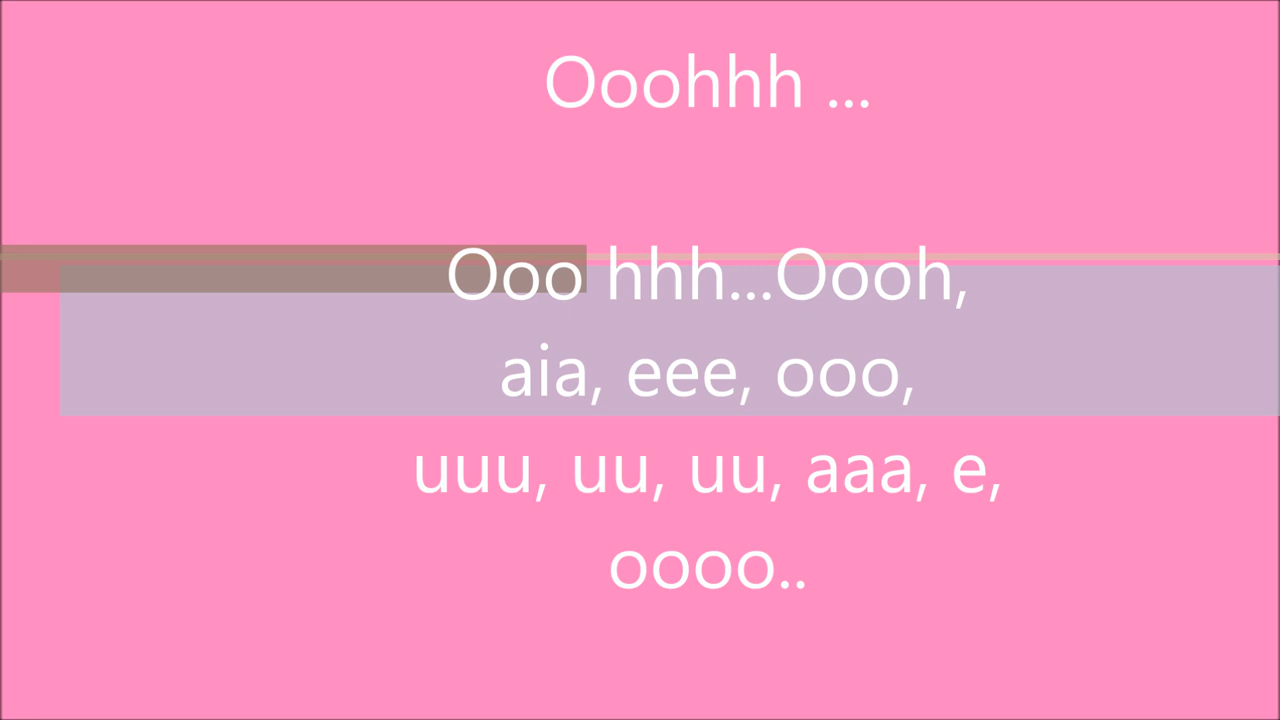 Ooohhh ...
Ooo hhh...Oooh,
aia, eee, ooo,
uuu, uu, uu, aaa, e,
oooo..